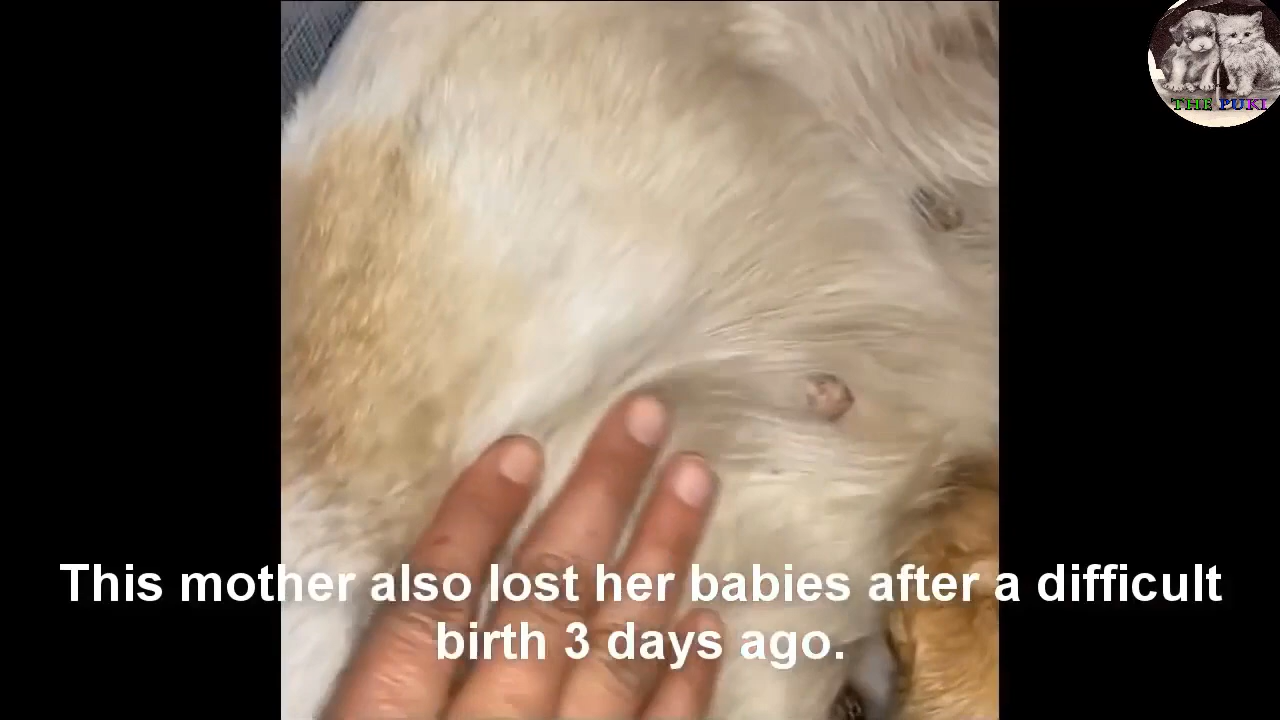 THE PUKI
This mother also lost her babies after a difficult
birth 3 days ago.